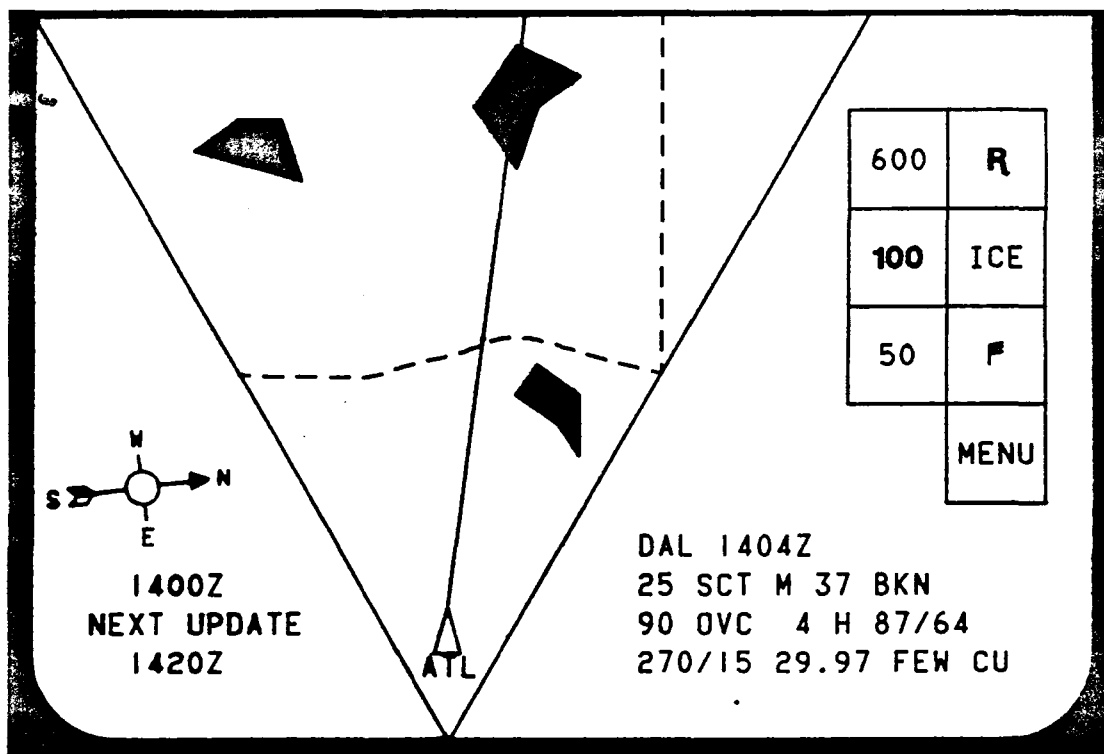 600 R
100 ICE
50 F
MENU
W
S N
E
1400Z
NEXT UPDATE
1420Z
ATL
DAL 1404Z
25 SCT M 37 BKN
90 OVC 4 H 87/64
270/15 29.97 FEW CU